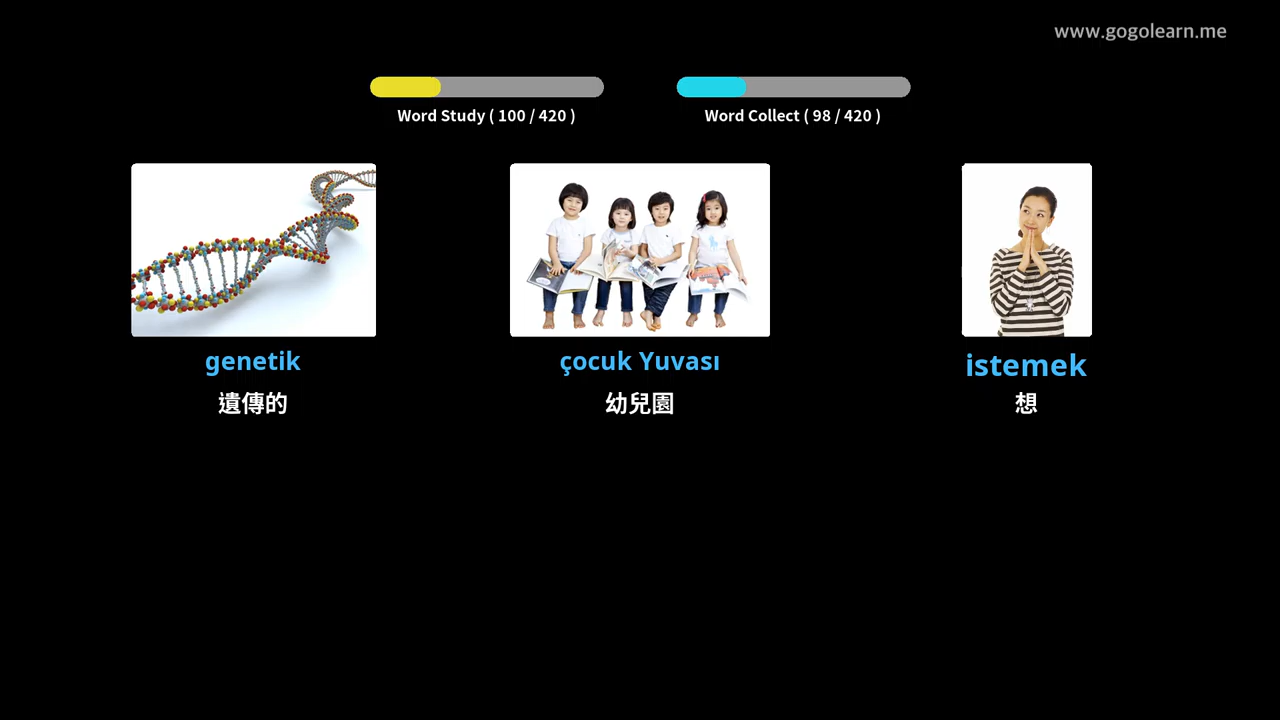 www.gogolearn.me
Word Study ( 100 / 420 )
Word Collect ( 98 / 420 )
genetik
遺傳的
çocuk Yuvası
幼兒園
istemek
想